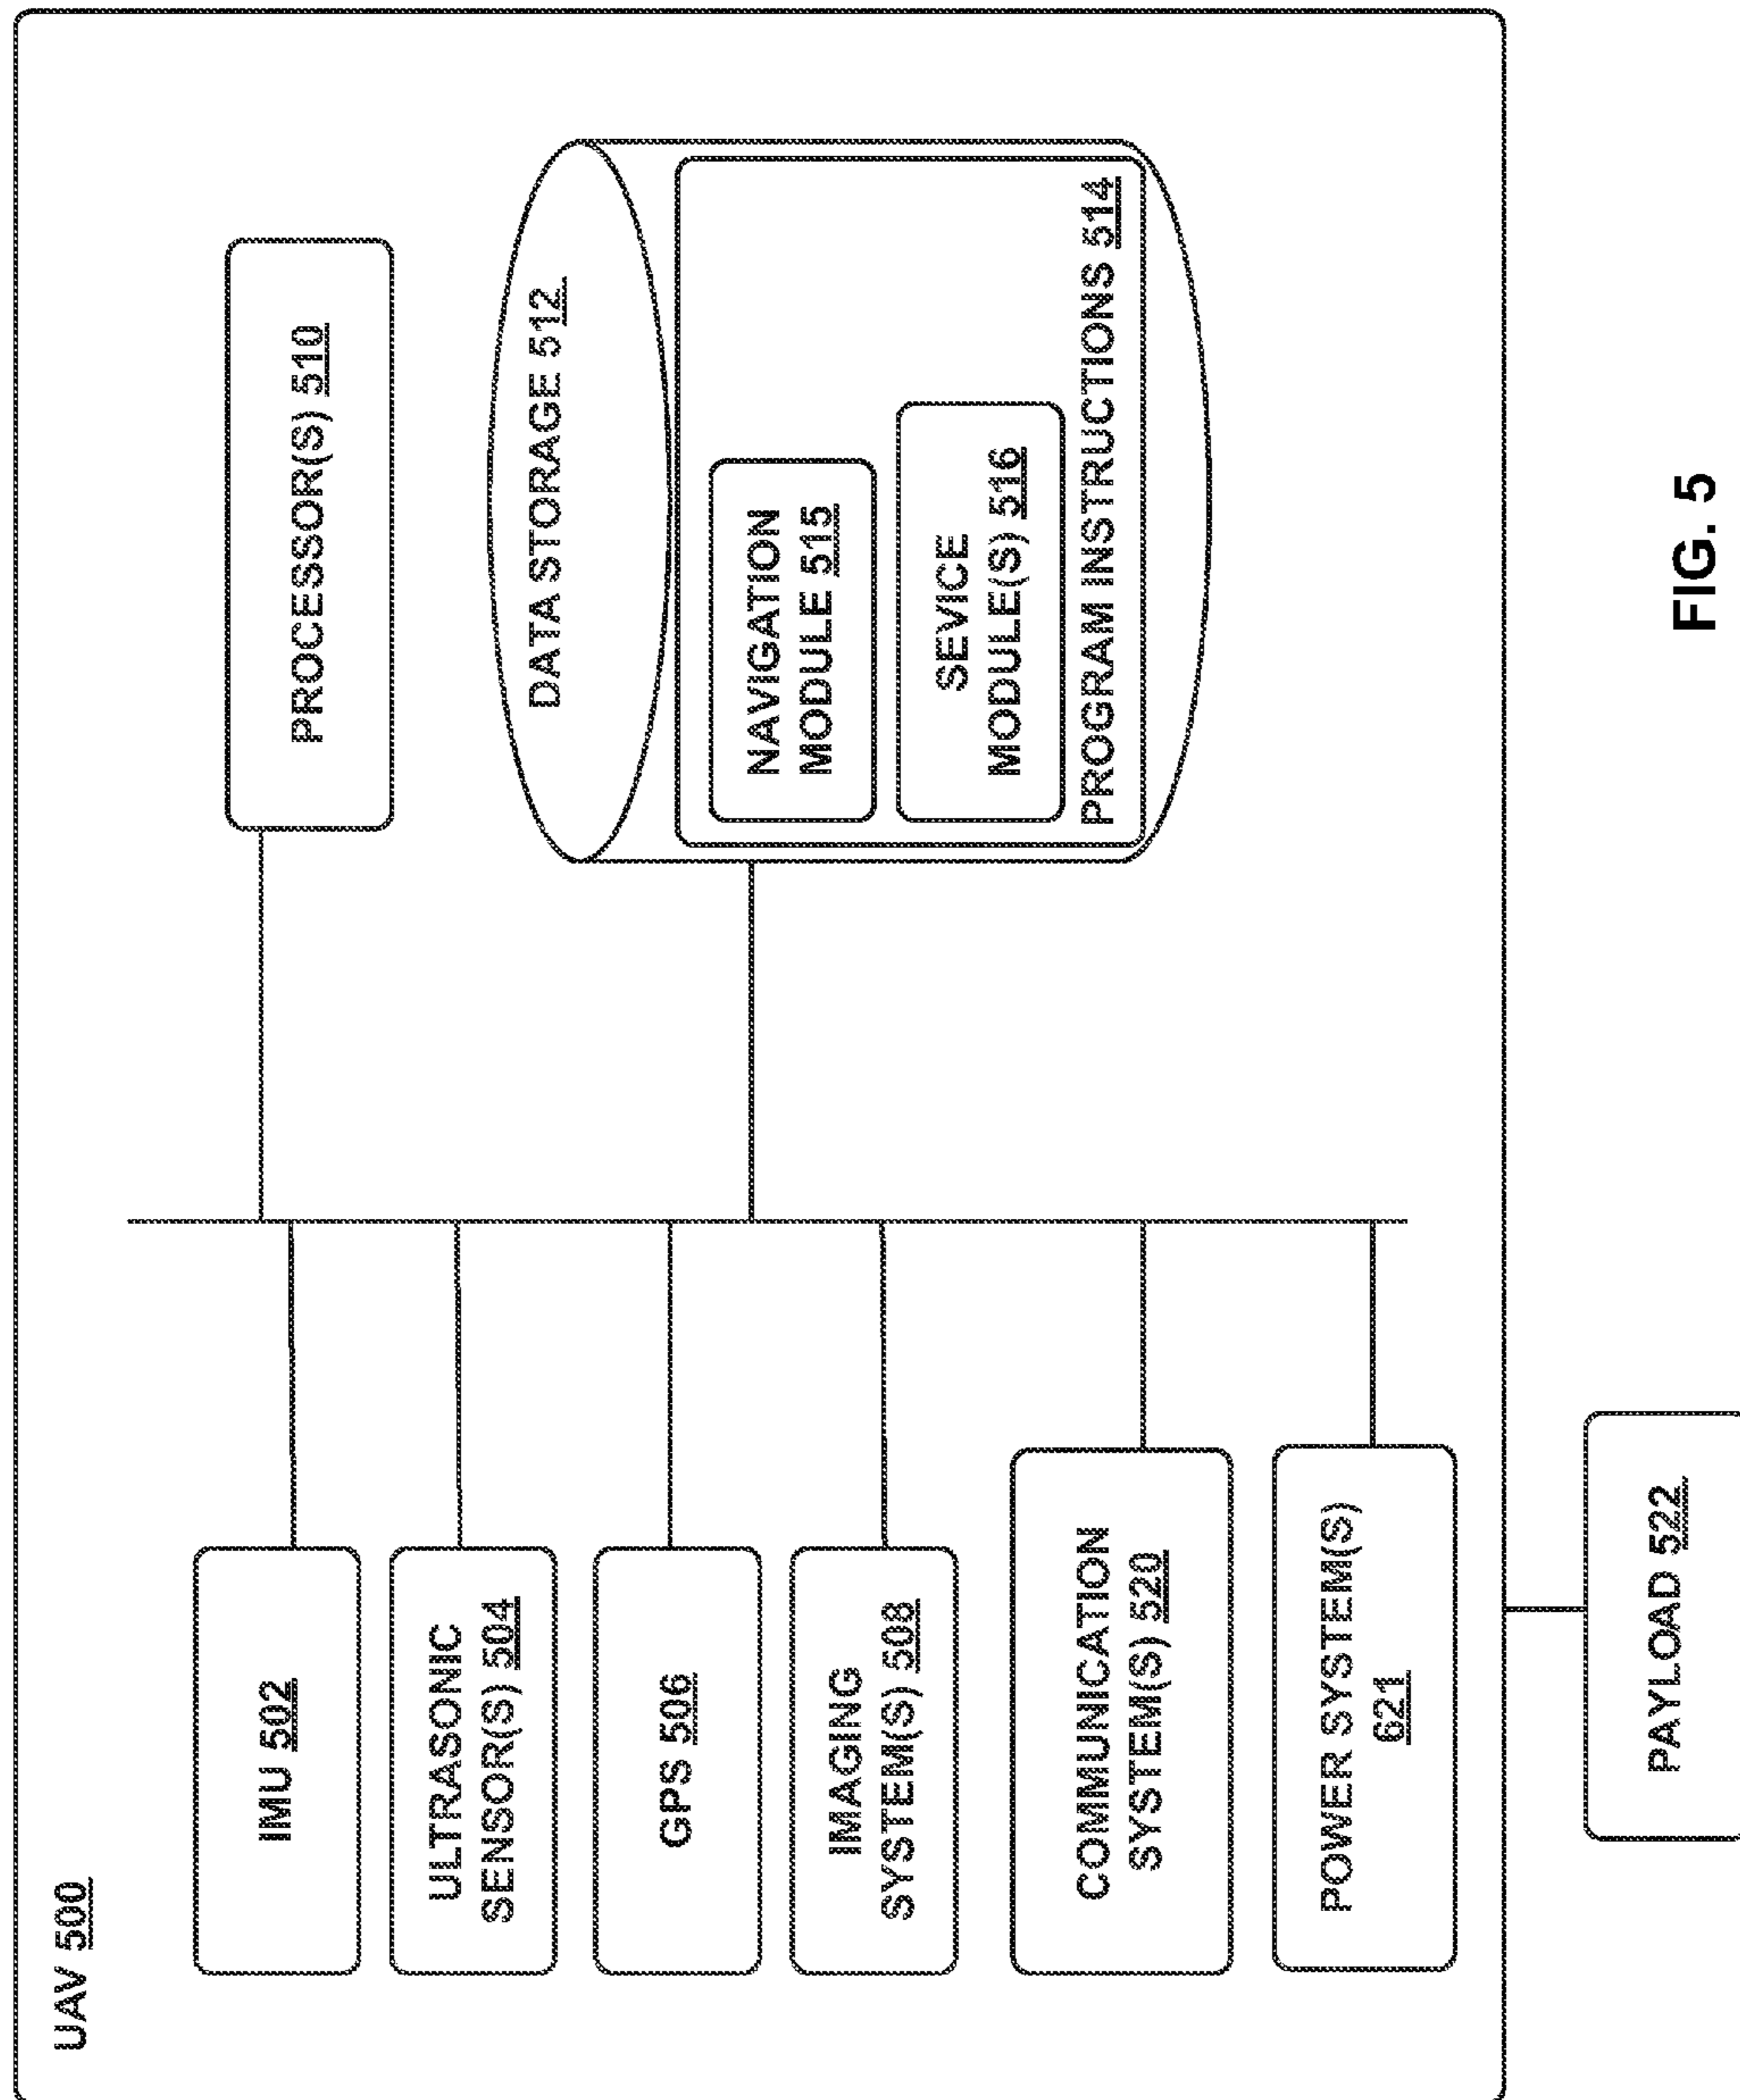 UAV 500
IMU 502
ULTRASONIC
SENSOR(S) 504
GPS 506
IMAGING
SYSTEM(S) 508
COMMUNICATION
SYSTEM(S) 520
POWER SYSTEM(S)
621
PROCESSOR(S) 510
DATA STORAGE 512
NAVIGATION
MODULE 515
SEVICE
MODULE(S) 516
PROGRAM INSTRUCTIONS 514
PAYLOAD 522
FIG. 5